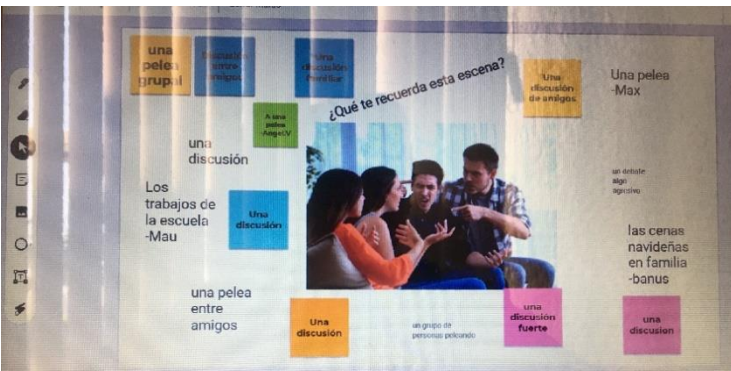 una
pelea
grupal
Discusión
entre
amigos
Una
discusión
familiar
¿Qué te recuerda esta escena?
Una
discusión
de amigos
Una pelea
-Max
A una
pelea
-Angel.V
una
discusión
un debate
algo
agresivo
Los
trabajos de
la escuela
-Mau
Una
discusión
las cenas
navideñas
en familia
-banus
una pelea
entre
amigos
Una
discusión
un grupo de
personas peleando
una
discusión
fuerte
una
discusion